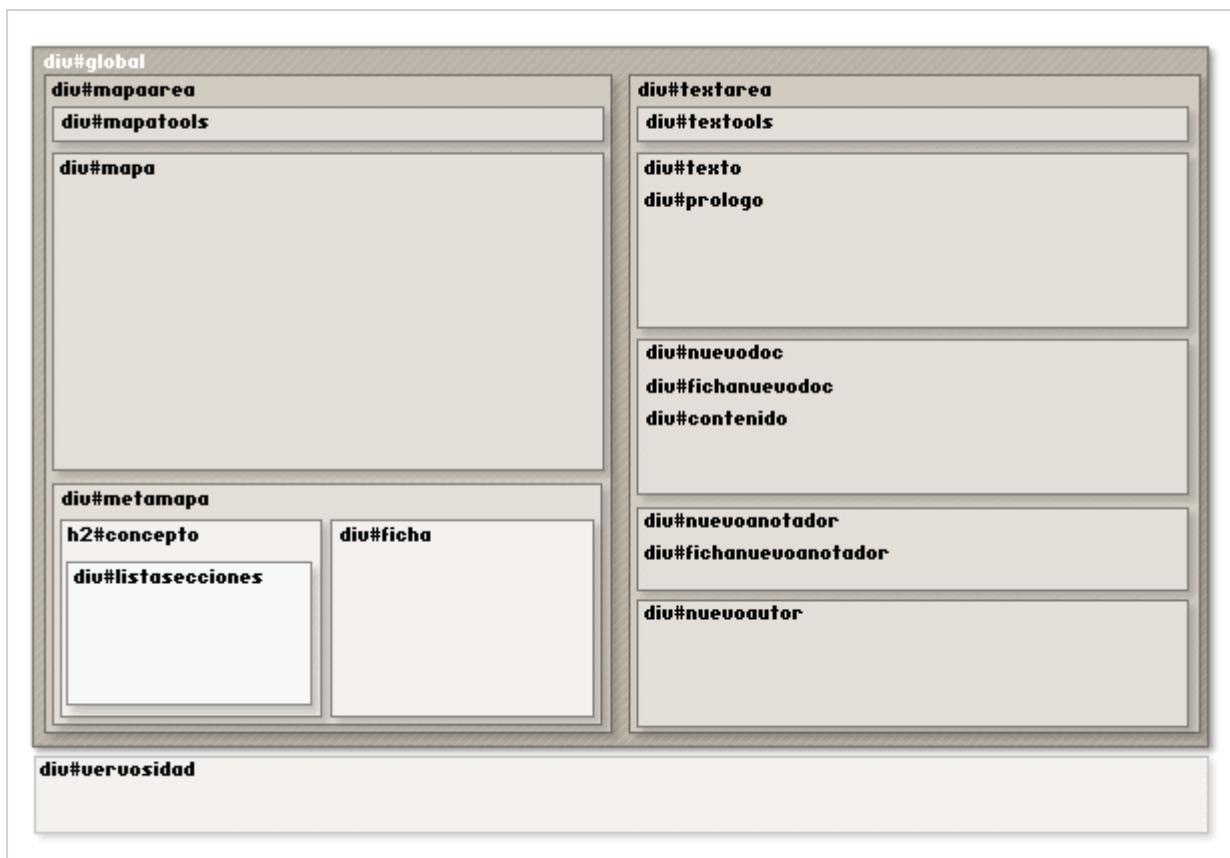 div#global
div#mapaarea
div#mapatools
div#mapa
div#metamapa
h2#concepto
div#listasecciones
div#ficha
div#textarea
div#textools
div#texto
div#prologo
div#nuevodoc
div#fichanuevodoc
div#contenido
div#nuevoanotador
div#fichanuevoanotador
div#nuevoautor
div#vervosidad